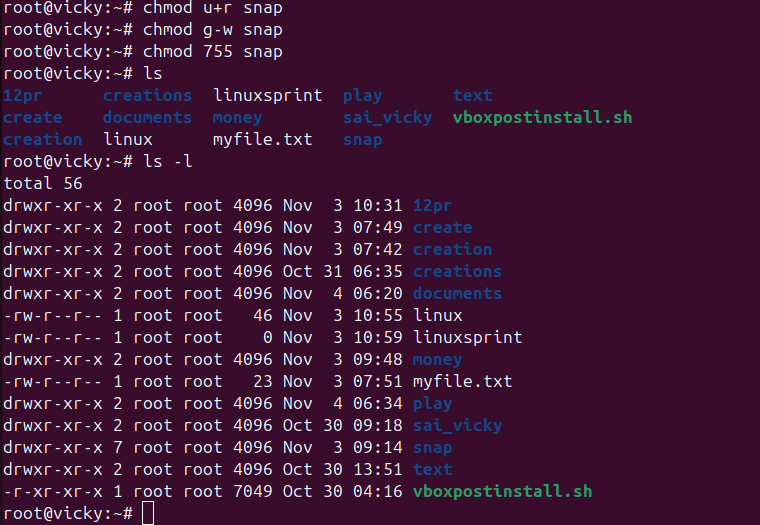 root@vicky:~# chmod u+r snap
root@vicky:~# chmod g-w snap
root@vicky:~# chmod 755 snap
root@vicky:~# ls
12pr      creations  linuxsprint  play       text
create    documents  money        sai_vicky  vboxpostinstall.sh
creation  linux      myfile.txt   snap
root@vicky:~# ls -l
total 56
drwxr-xr-x 2 root root 4096 Nov  3 10:31 12pr
drwxr-xr-x 2 root root 4096 Nov  3 07:49 create
drwxr-xr-x 2 root root 4096 Nov  3 07:42 creation
drwxr-xr-x 2 root root 4096 Oct 31 06:35 creations
drwxr-xr-x 2 root root 4096 Nov  4 06:20 documents
-rw-r--r-- 1 root root   46 Nov  3 10:55 linux
-rw-r--r-- 1 root root    0 Nov  3 10:59 linuxsprint
drwxr-xr-x 2 root root 4096 Nov  3 09:48 money
-rw-r--r-- 1 root root   23 Nov  3 07:51 myfile.txt
drwxr-xr-x 2 root root 4096 Nov  4 06:34 play
drwxr-xr-x 2 root root 4096 Oct 30 09:18 sai_vicky
drwxr-xr-x 7 root root 4096 Nov  3 09:14 snap
drwxr-xr-x 2 root root 4096 Oct 30 13:51 text
-r-xr-xr-x 1 root root 7049 Oct 30 04:16 vboxpostinstall.sh
root@vicky:~#